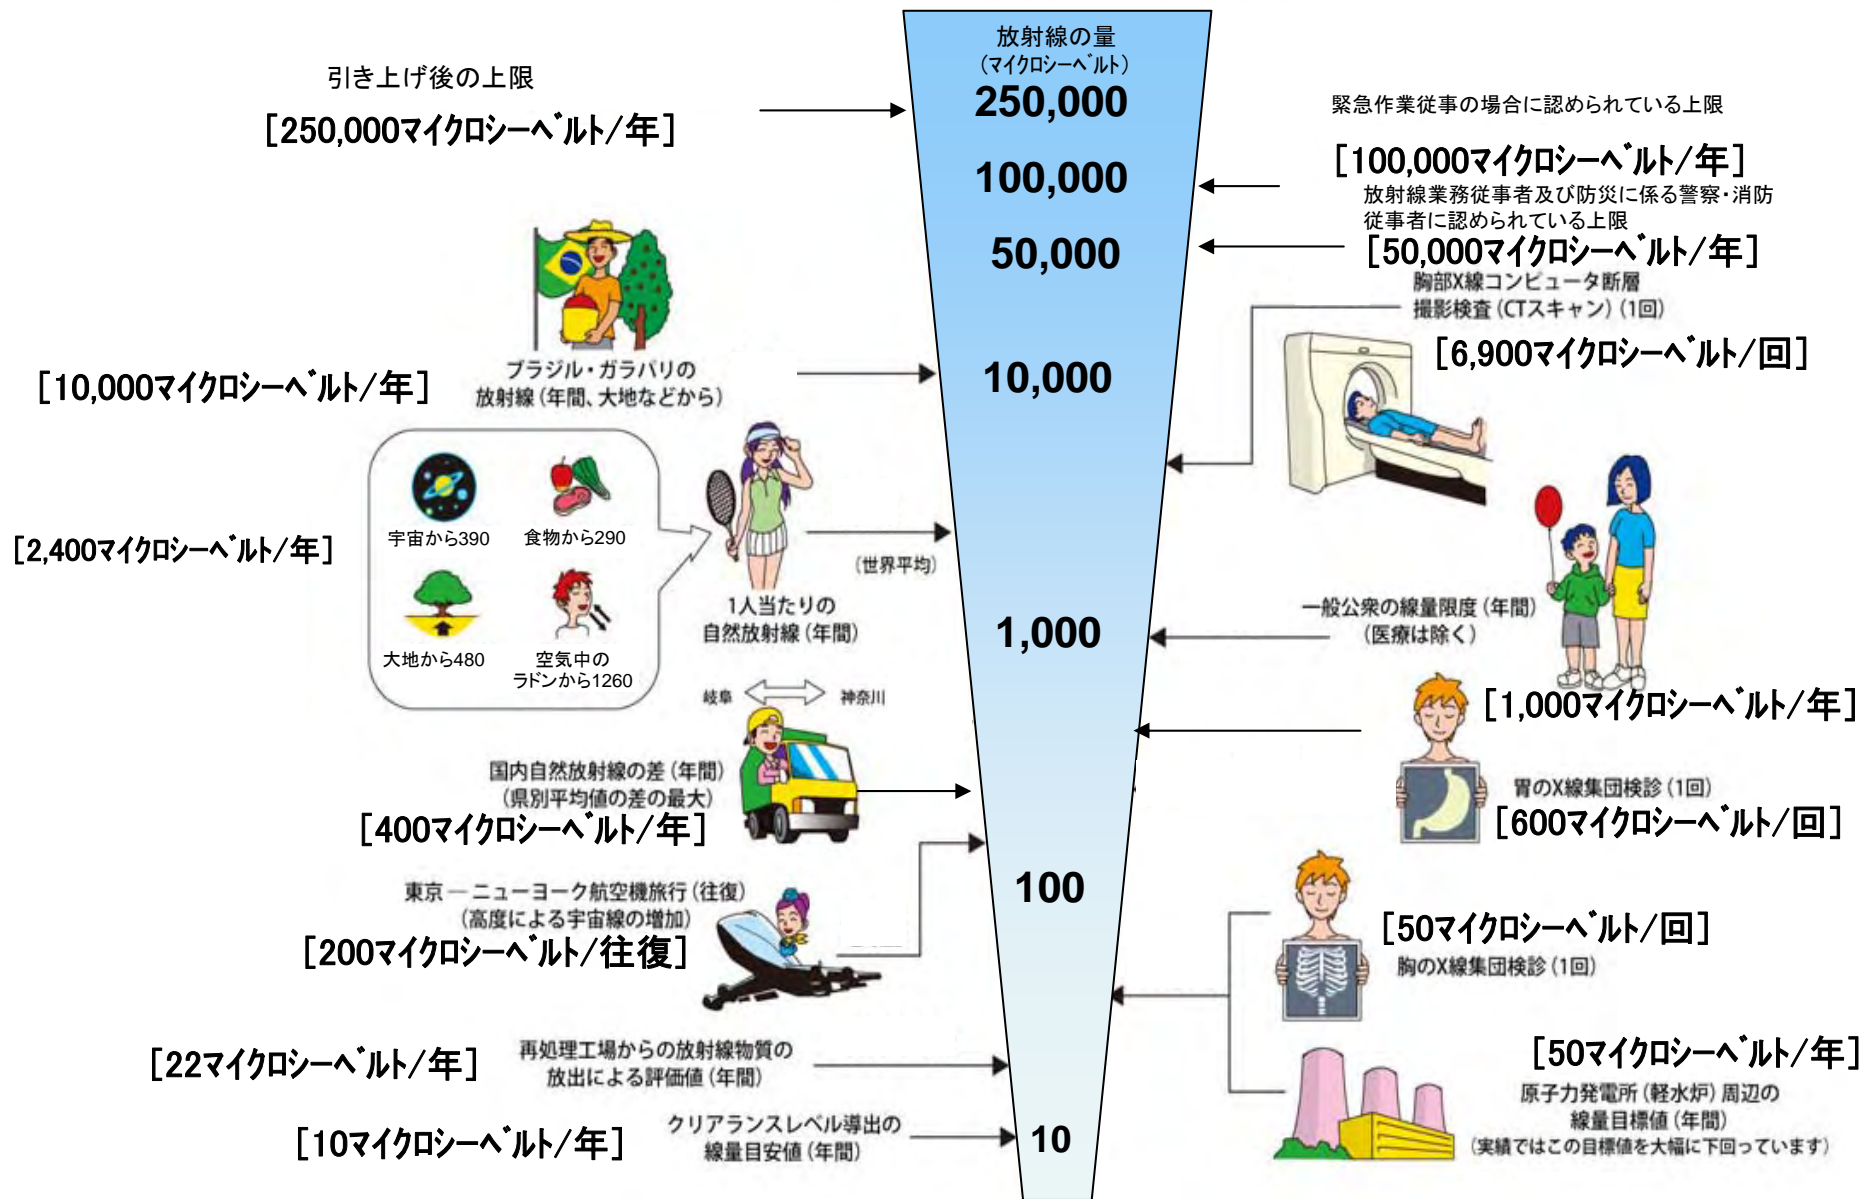 放射線の量
(マイクロシーベルト)
250,000
100,000
50,000
10,000
1,000
100
10
引き上げ後の上限
[250,000マイクロシーベルト/年]
ブラジル・ガラパリの
放射線(年間、大地などから)
[10,000マイクロシーベルト/年]
宇宙から390
食物から290
大地から480
空気中の
ラドンから1260
[2,400マイクロシーベルト/年]
(世界平均)
1人当たりの
自然放射線(年間)
岐阜
神奈川
国内自然放射線の差(年間)
(県別平均値の差の最大)
[400マイクロシーベルト/年]
東京―ニューヨーク航空機旅行(往復)
(高度による宇宙線の増加)
[200マイクロシーベルト/往復]
[22マイクロシーベルト/年]
再処理工場からの放射線物質の
放出による評価値(年間)
[10マイクロシーベルト/年]
クリアランスレベル導出の
線量目安値(年間)
緊急作業従事の場合に認められている上限
[100,000マイクロシーベルト/年]
放射線業務従事者及び防災に係る警察・消防
従事者に認められている上限
[50,000マイクロシーベルト/年]
胸部X線コンピュータ断層
撮影検査(CTスキャン)(1回)
[6,900マイクロシーベルト/回]
一般公衆の線量限度(年間)
(医療は除く)
[1,000マイクロシーベルト/年]
胃のX線集団検診(1回)
[600マイクロシーベルト/回]
[50マイクロシーベルト/回]
胸のX線集団検診(1回)
[50マイクロシーベルト/年]
原子力発電所(軽水炉)周辺の
線量目標値(年間)
(実績ではこの目標値を大幅に下回っています)